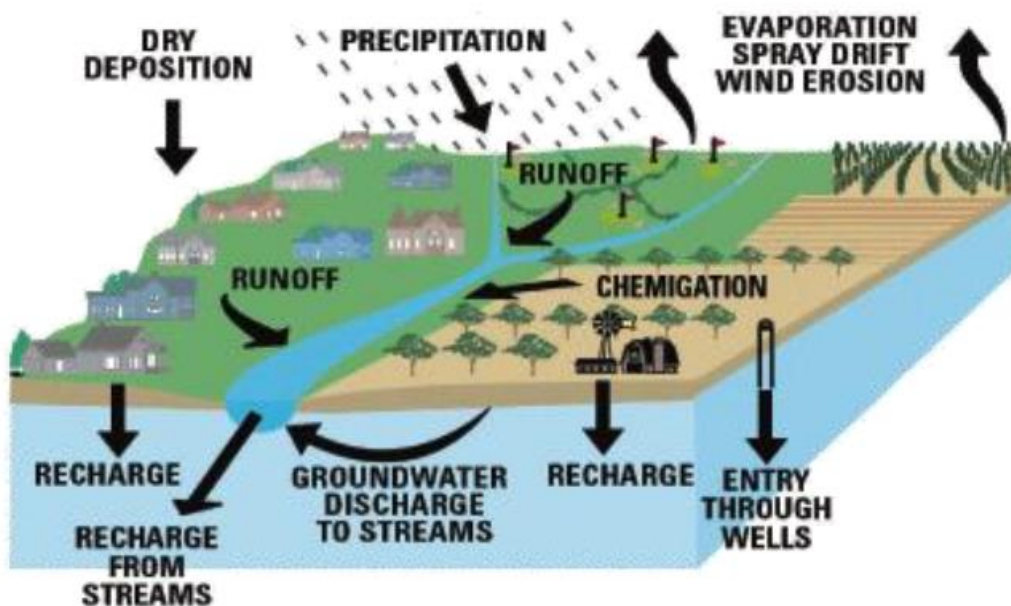 DRY
DEPOSITION
PRECIPITATION
EVAPORATION
SPRAY DRIFT
WIND EROSION
RUNOFF
RUNOFF
CHEMIGATION
RECHARGE
RECHARGE
FROM
STREAMS
GROUNDWATER
DISCHARGE
TO STREAMS
RECHARGE
ENTRY
THROUGH
WELLS